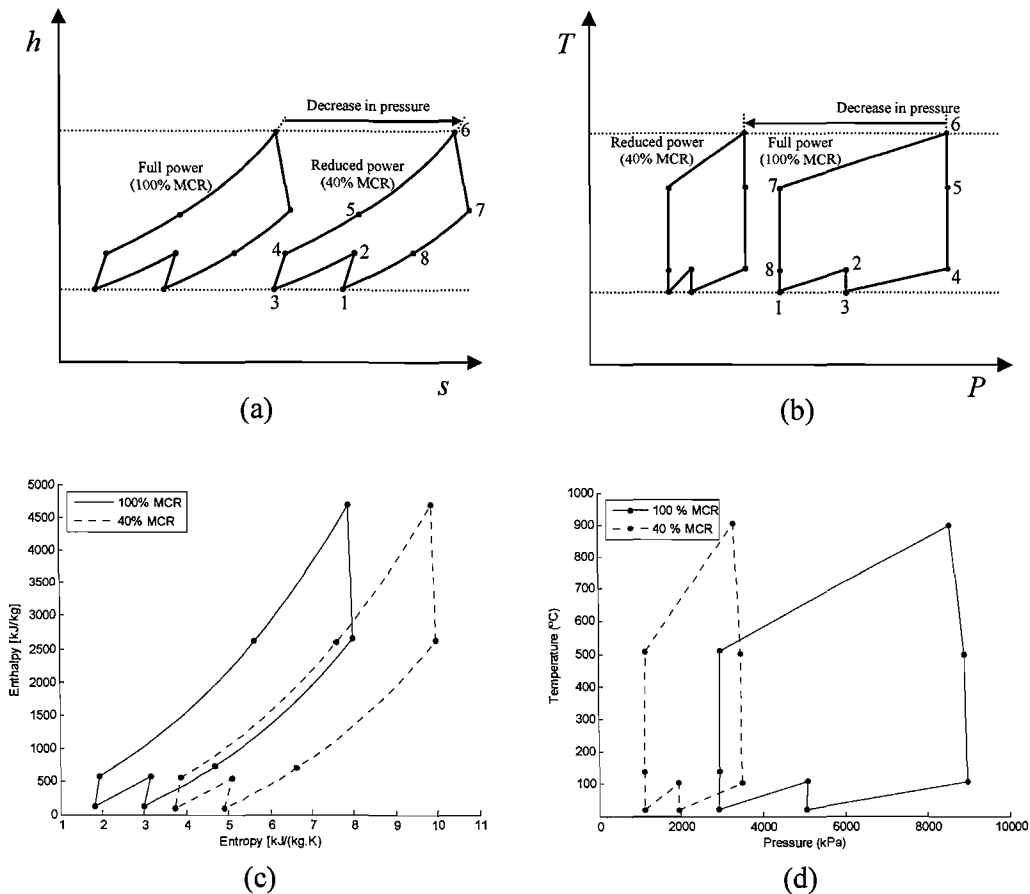 h
Decrease in pressure
6
Full power
(100% MCR)
Reduced power
(40% MCR)
5
7
4
2
8
3
1
s
(a)
T
Decrease in pressure
6
Reduced power
(40% MCR)
Full power
(100% MCR)
7
5
8
2
4
1
3
P
(b)
5000
4500
4000
3500
3000
2500
2000
1500
1000
500
0
Enthalpy [kJ/kg]
100% MCR
40% MCR
1
2
3
4
5
6
7
8
9
10
11
Entropy [kJ/(kg.K)
(c)
1000
900
800
700
600
500
400
300
200
100
Temperature (°C)
100 % MCR
40 % MCR
0
2000
4000
6000
8000
10000
Pressure (kPa)
(d)